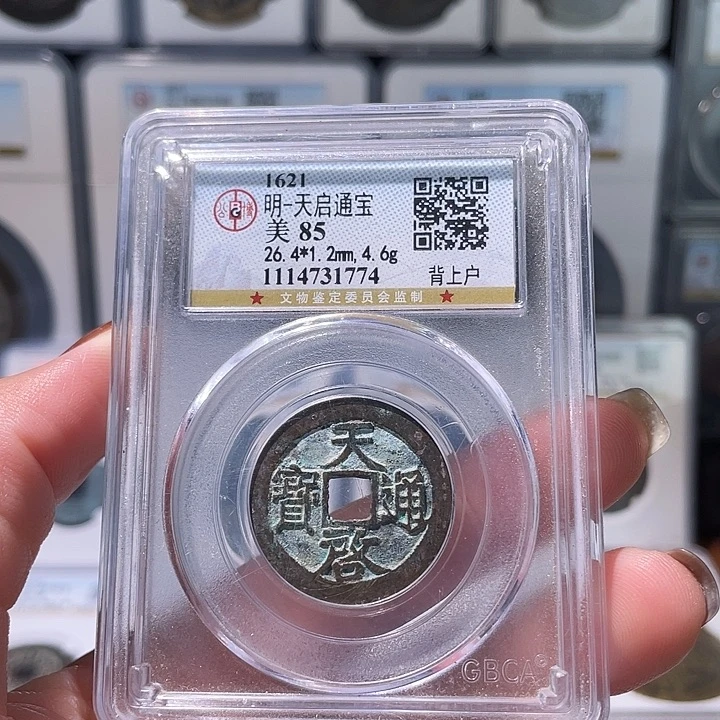 1621
明-天启通宝
美 85
26.4*1.2mm,4.6g
1114731774
背上户
★ 文物鉴定委员会监制 ★
天
寶 通
啓
GBCA